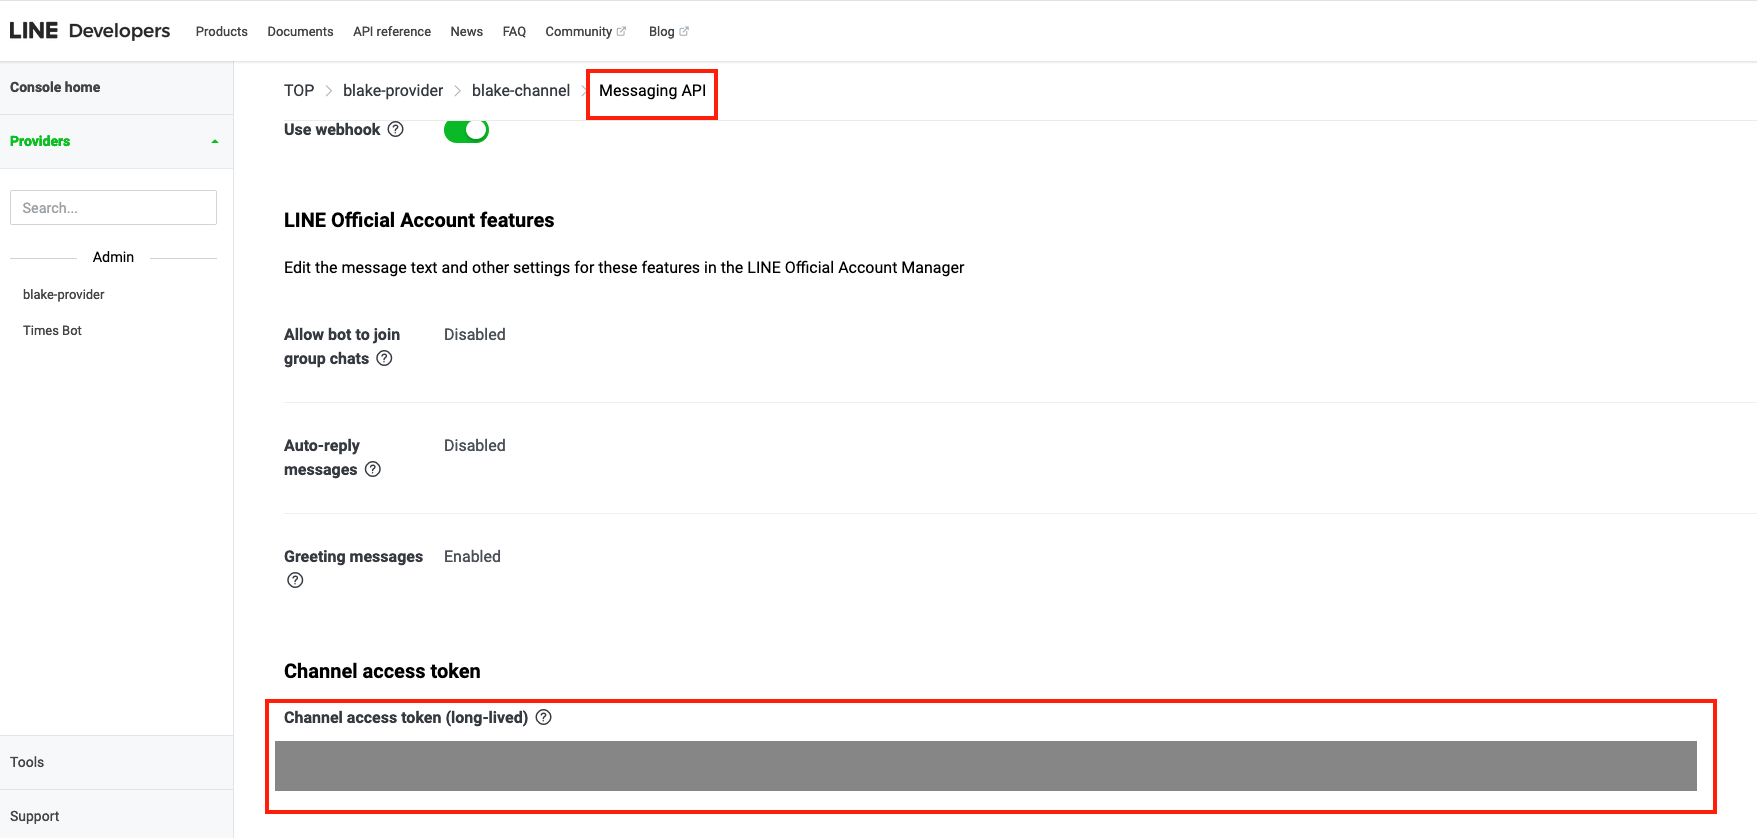 LINE Developers Products Documents API reference News FAQ Community Blog
Console home
Providers
Search...
Admin
blake-provider
Times Bot
Tools
Support
TOP > blake-provider > blake-channel > Messaging API
Use webhook ?
LINE Official Account features
Edit the message text and other settings for these features in the LINE Official Account Manager
Allow bot to join Disabled
group chats ?
Auto-reply Disabled
messages ?
Greeting messages Enabled
?
Channel access token
Channel access token (long-lived) ?